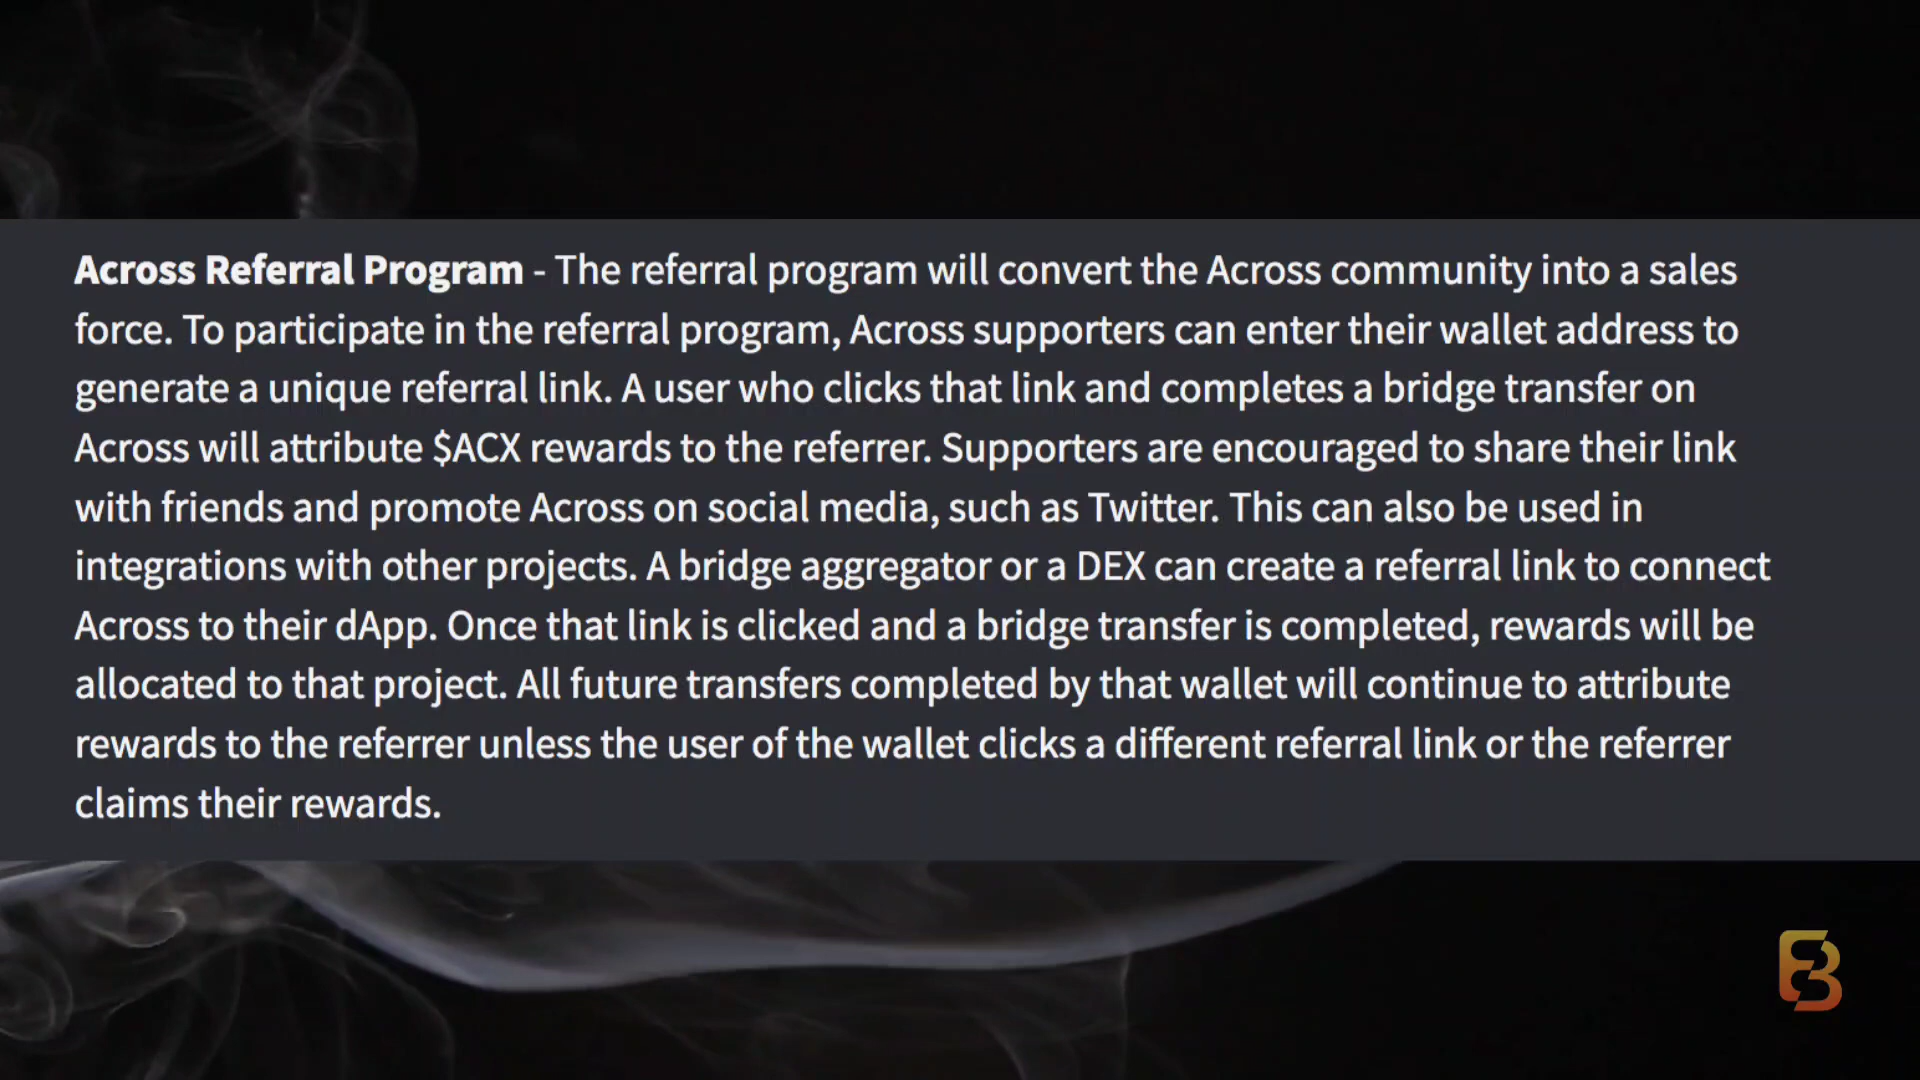 Across Referral Program - The referral program will convert the Across community into a sales
force. To participate in the referral program, Across supporters can enter their wallet address to
generate a unique referral link. A user who clicks that link and completes a bridge transfer on
Across will attribute $ACX rewards to the referrer. Supporters are encouraged to share their link
with friends and promote Across on social media, such as Twitter. This can also be used in
integrations with other projects. A bridge aggregator or a DEX can create a referral link to connect
Across to their dApp. Once that link is clicked and a bridge transfer is completed, rewards will be
allocated to that project. All future transfers completed by that wallet will continue to attribute
rewards to the referrer unless the user of the wallet clicks a different referral link or the referrer
claims their rewards.